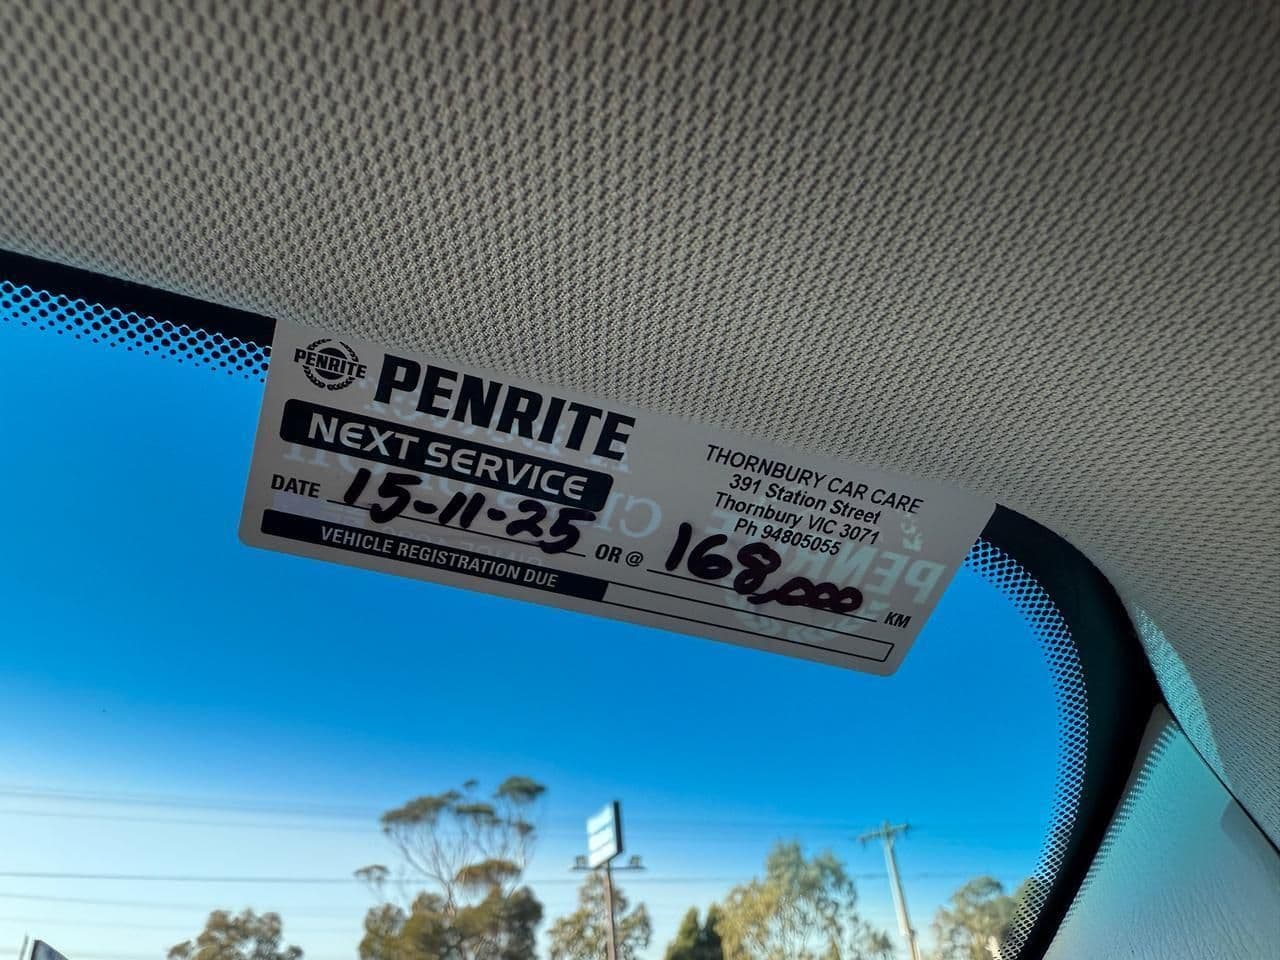 PENRITE
PENRITE
NEXT SERVICE
DATE 15-11-25 OR @ 168,000 KM
VEHICLE REGISTRATION DUE
THORNBURY CAR CARE
391 Station Street
Thornbury VIC 3071
Ph 94805055
PENRITE